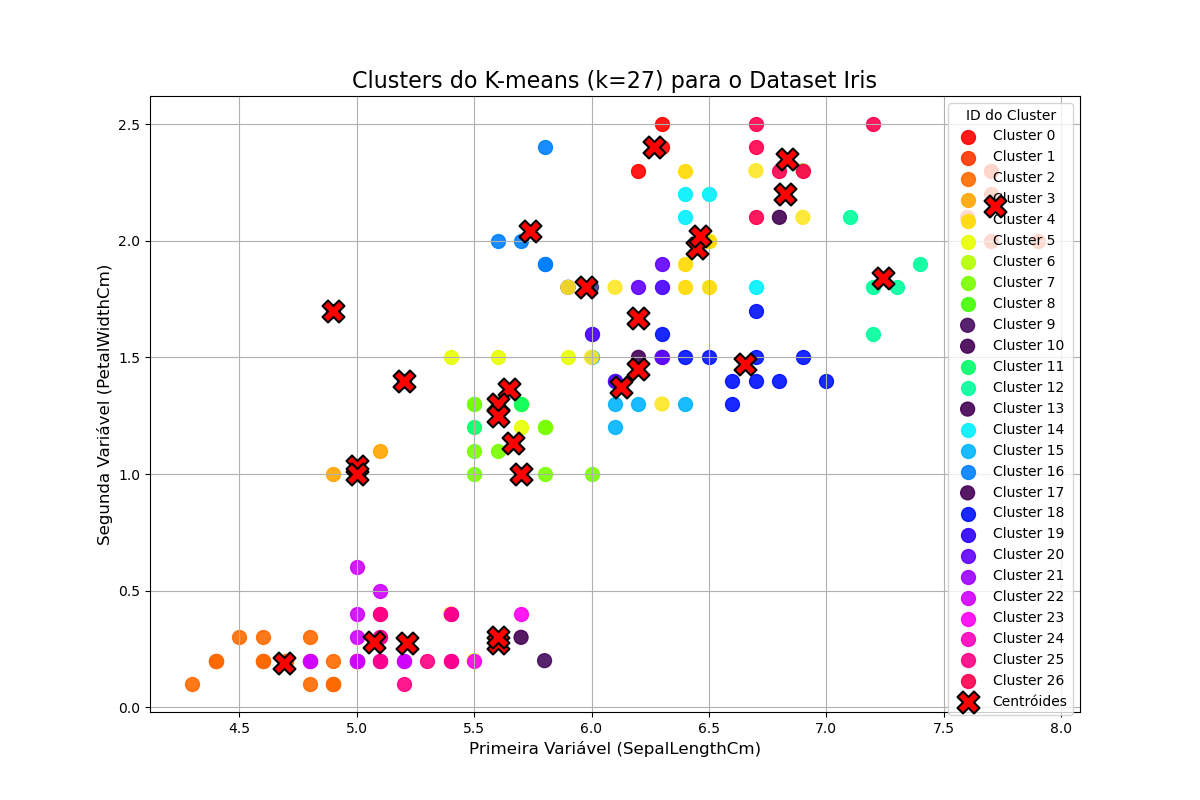 Clusters do K-means (k=27) para o Dataset Iris
Segunda Variável (PetalWidthCm)
2.5
2.0
1.5
1.0
0.5
0.0
4.5 5.0 5.5 6.0 6.5 7.0 7.5 8.0
Primeira Variável (SepalLengthCm)
ID do Cluster
Cluster 0
Cluster 1
Cluster 2
Cluster 3
Cluster 4
Cluster 5
Cluster 6
Cluster 7
Cluster 8
Cluster 9
Cluster 10
Cluster 11
Cluster 12
Cluster 13
Cluster 14
Cluster 15
Cluster 16
Cluster 17
Cluster 18
Cluster 19
Cluster 20
Cluster 21
Cluster 22
Cluster 23
Cluster 24
Cluster 25
Cluster 26
Centróides